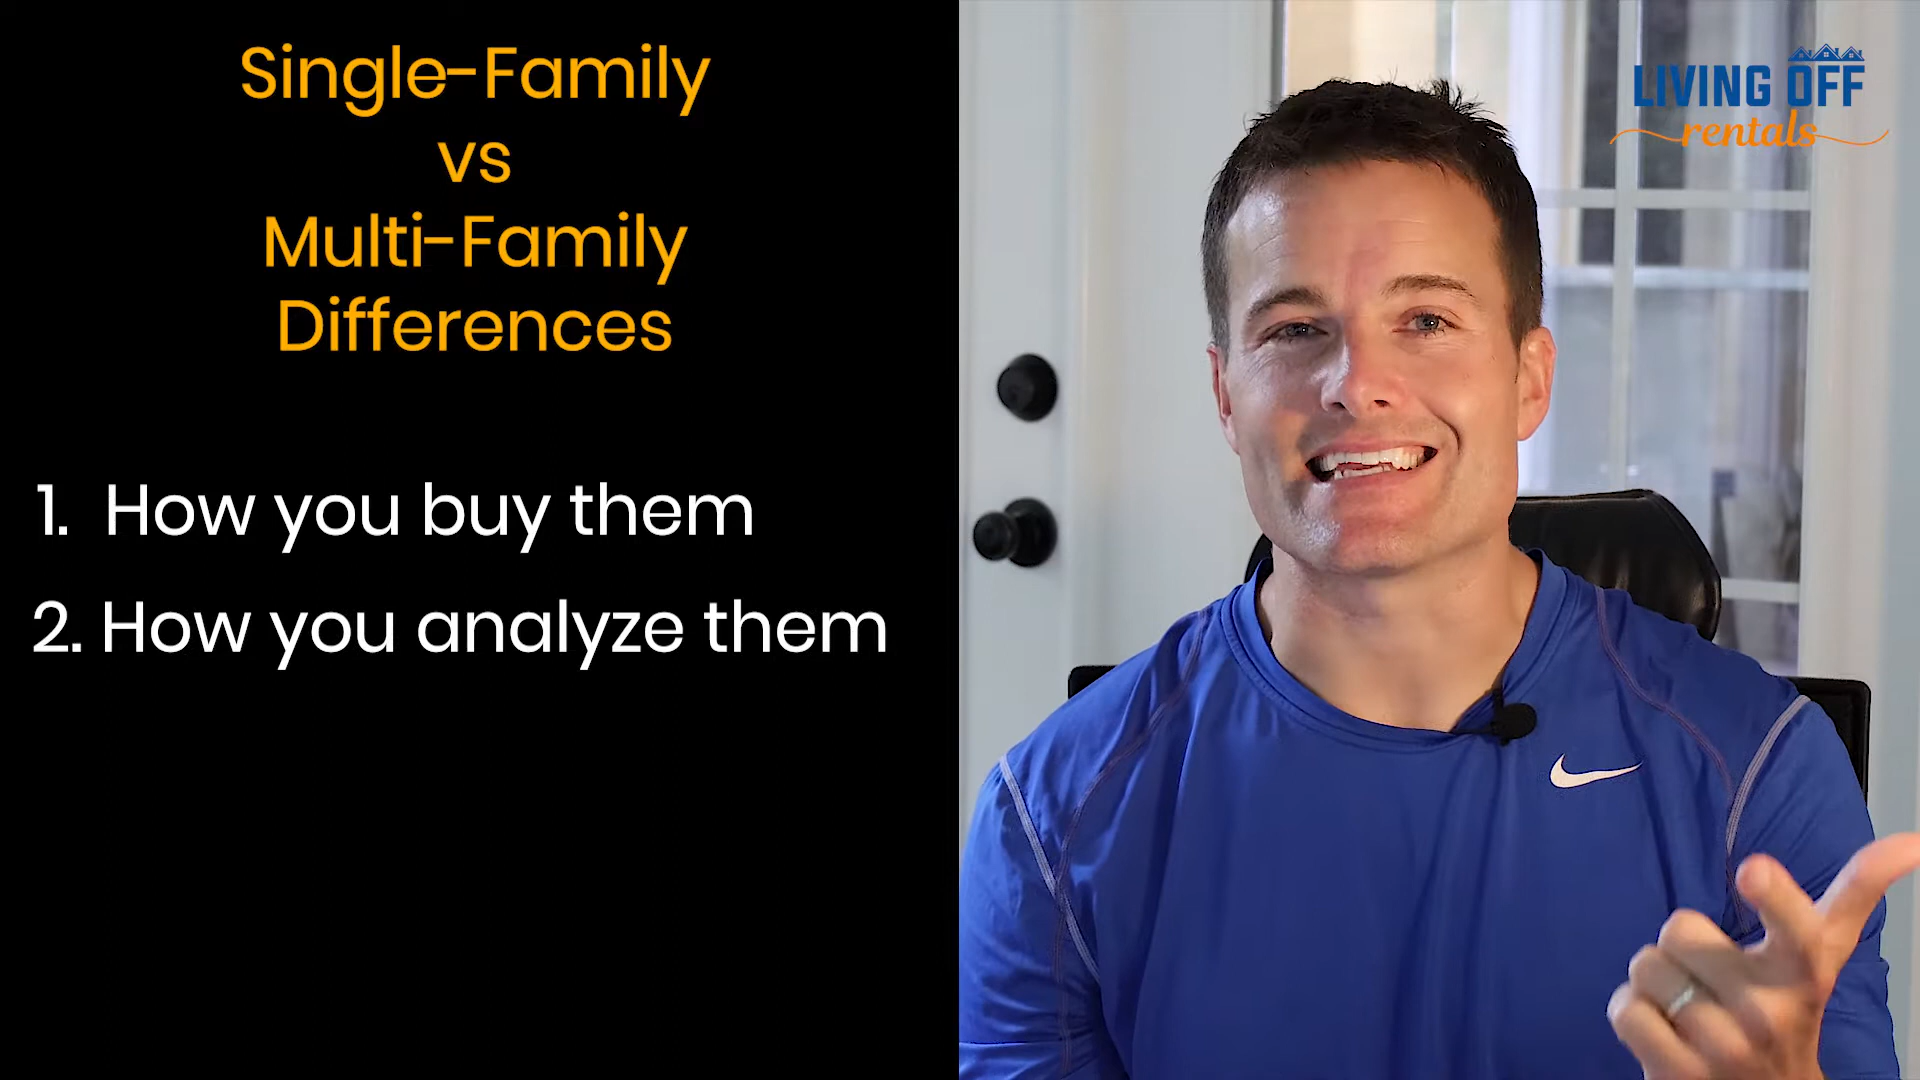 Single-Family
vs
Multi-Family
Differences
1. How you buy them
2. How you analyze them
LIVING OFF
rentals